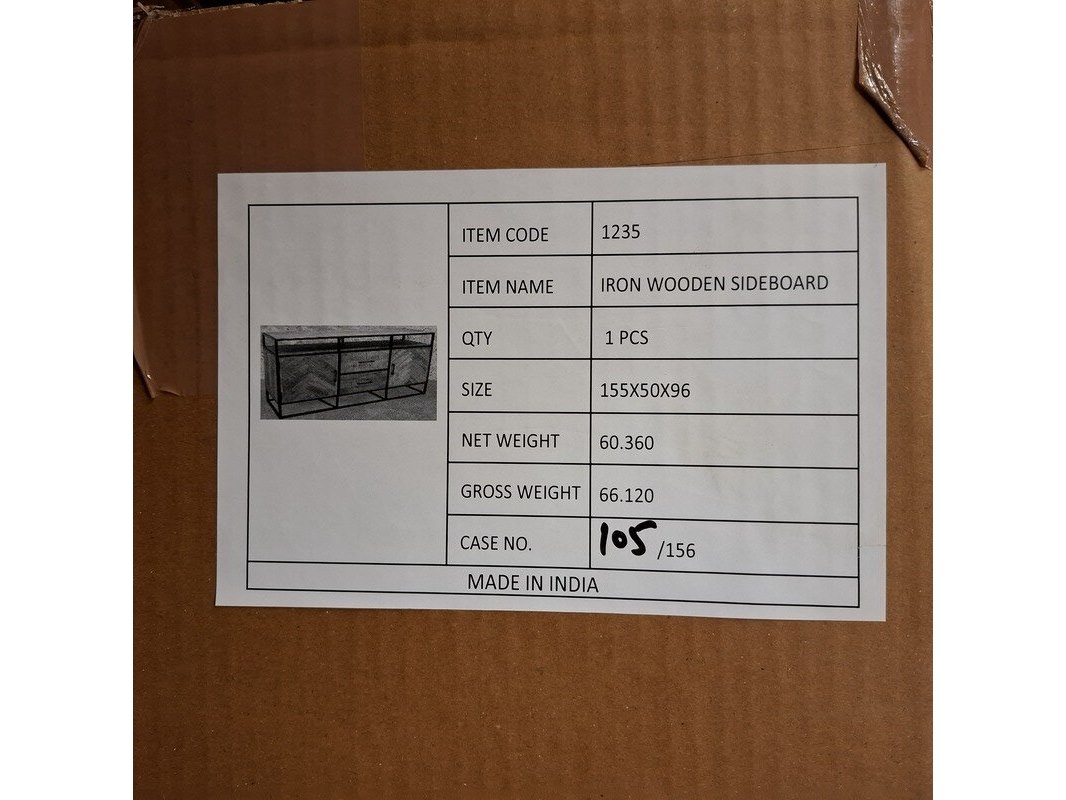 ITEM CODE 1235
ITEM NAME IRON WOODEN SIDEBOARD
QTY 1 PCS
SIZE 155X50X96
NET WEIGHT 60.360
GROSS WEIGHT 66.120
CASE NO. 105 /156
MADE IN INDIA